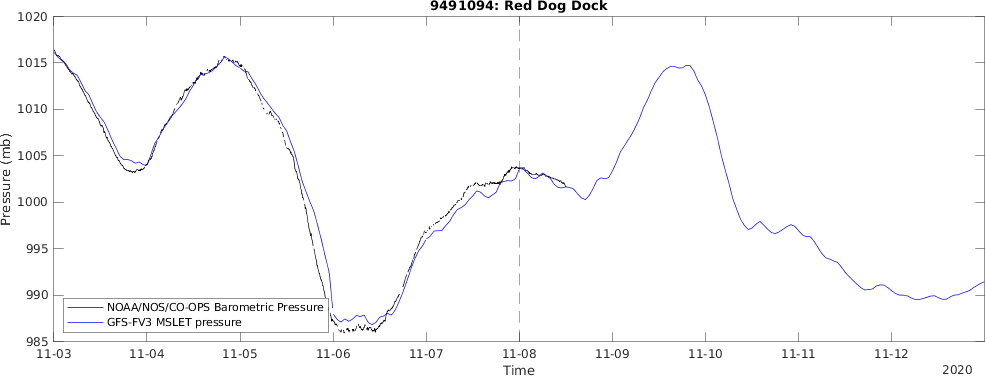 9491094: Red Dog Dock
Pressure (mb)
1020
1015
1010
1005
1000
995
990
985
NOAA/NOS/CO-OPS Barometric Pressure
GFS-FV3 MSLET pressure
11-03 11-04 11-05 11-06 11-07 11-08 11-09 11-10 11-11 11-12
Time
2020